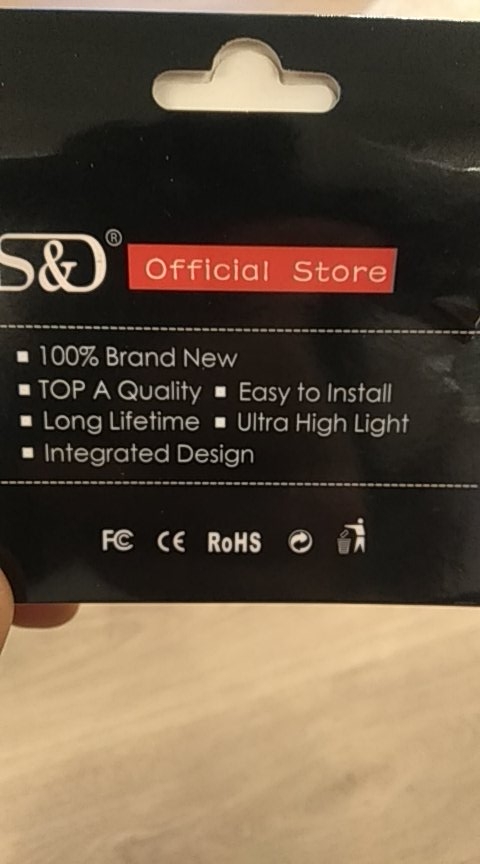 S&D®
Official Store
▪ 100% Brand New
▪ TOP A Quality ▪ Easy to Install
▪ Long Lifetime ▪ Ultra High Light
▪ Integrated Design
FC CE RoHS